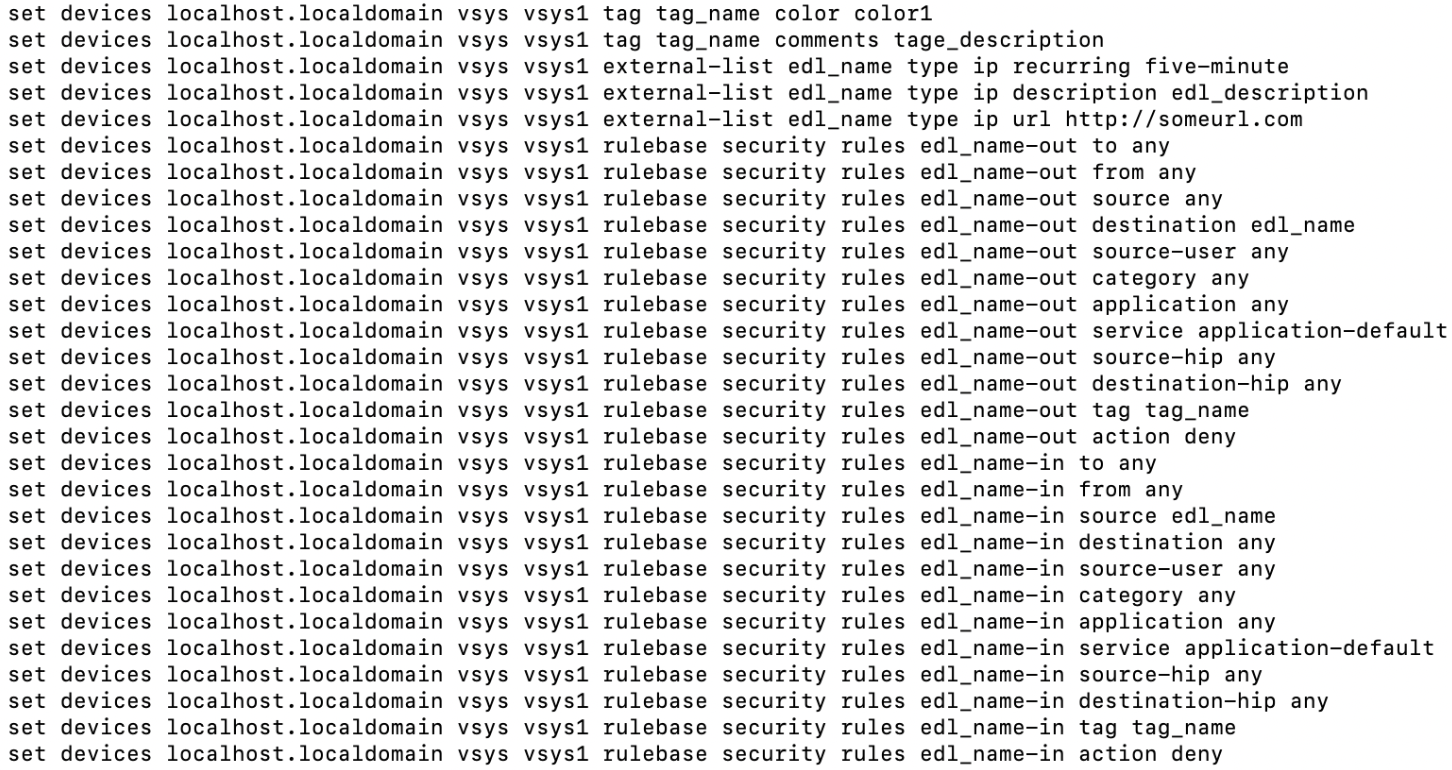 set devices localhost.localdomain vsys vsys1 tag tag_name color color1
set devices localhost.localdomain vsys vsys1 tag tag_name comments tage_description
set devices localhost.localdomain vsys vsys1 external-list edl_name type ip recurring five-minute
set devices localhost.localdomain vsys vsys1 external-list edl_name type ip description edl_description
set devices localhost.localdomain vsys vsys1 external-list edl_name type ip url http://someurl.com
set devices localhost.localdomain vsys vsys1 rulebase security rules edl_name-out to any
set devices localhost.localdomain vsys vsys1 rulebase security rules edl_name-out from any
set devices localhost.localdomain vsys vsys1 rulebase security rules edl_name-out source any
set devices localhost.localdomain vsys vsys1 rulebase security rules edl_name-out destination edl_name
set devices localhost.localdomain vsys vsys1 rulebase security rules edl_name-out source-user any
set devices localhost.localdomain vsys vsys1 rulebase security rules edl_name-out category any
set devices localhost.localdomain vsys vsys1 rulebase security rules edl_name-out application any
set devices localhost.localdomain vsys vsys1 rulebase security rules edl_name-out service application-default
set devices localhost.localdomain vsys vsys1 rulebase security rules edl_name-out source-hip any
set devices localhost.localdomain vsys vsys1 rulebase security rules edl_name-out destination-hip any
set devices localhost.localdomain vsys vsys1 rulebase security rules edl_name-out tag tag_name
set devices localhost.localdomain vsys vsys1 rulebase security rules edl_name-out action deny
set devices localhost.localdomain vsys vsys1 rulebase security rules edl_name-in to any
set devices localhost.localdomain vsys vsys1 rulebase security rules edl_name-in from any
set devices localhost.localdomain vsys vsys1 rulebase security rules edl_name-in source edl_name
set devices localhost.localdomain vsys vsys1 rulebase security rules edl_name-in destination any
set devices localhost.localdomain vsys vsys1 rulebase security rules edl_name-in source-user any
set devices localhost.localdomain vsys vsys1 rulebase security rules edl_name-in category any
set devices localhost.localdomain vsys vsys1 rulebase security rules edl_name-in application any
set devices localhost.localdomain vsys vsys1 rulebase security rules edl_name-in service application-default
set devices localhost.localdomain vsys vsys1 rulebase security rules edl_name-in source-hip any
set devices localhost.localdomain vsys vsys1 rulebase security rules edl_name-in destination-hip any
set devices localhost.localdomain vsys vsys1 rulebase security rules edl_name-in tag tag_name
set devices localhost.localdomain vsys vsys1 rulebase security rules edl_name-in action deny